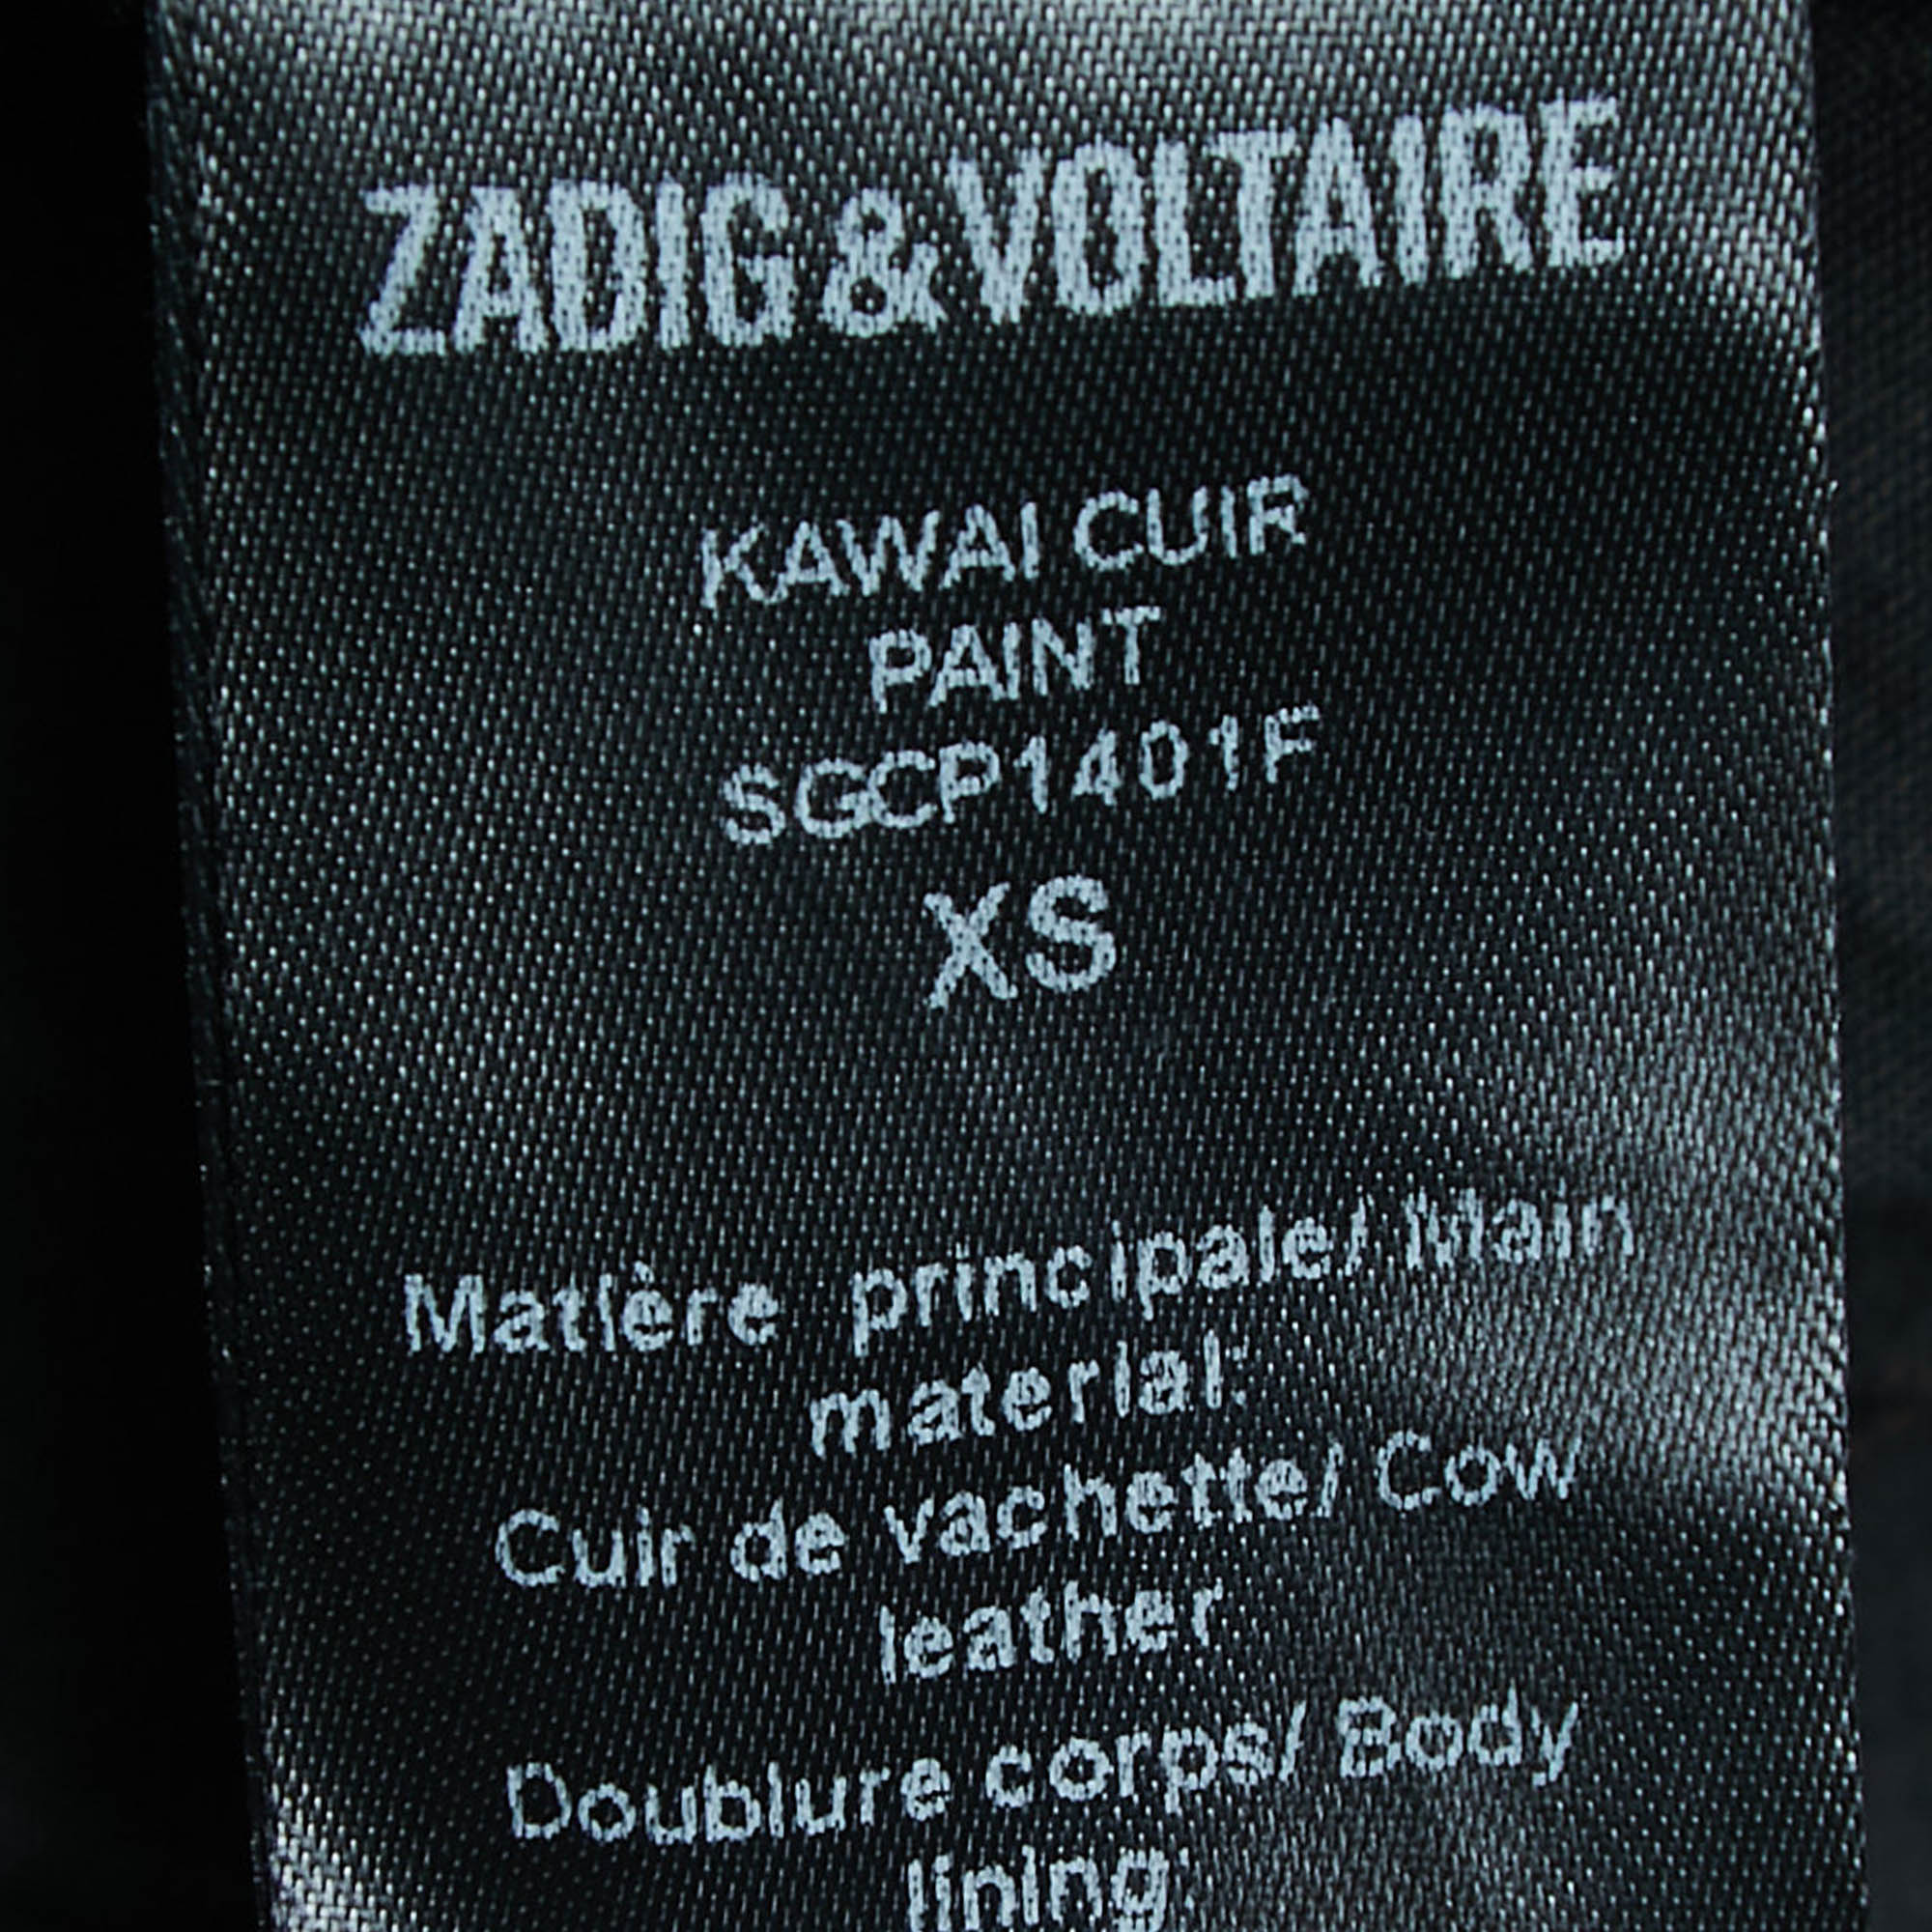 ZADIG & VOLTAIRE
KAWAI CUIR
PAINT
SGCP1401F
XS
Matière principale/ Main
material:
Cuir de vachette/ Cow
leather
Doublure corps/ Body
lining: